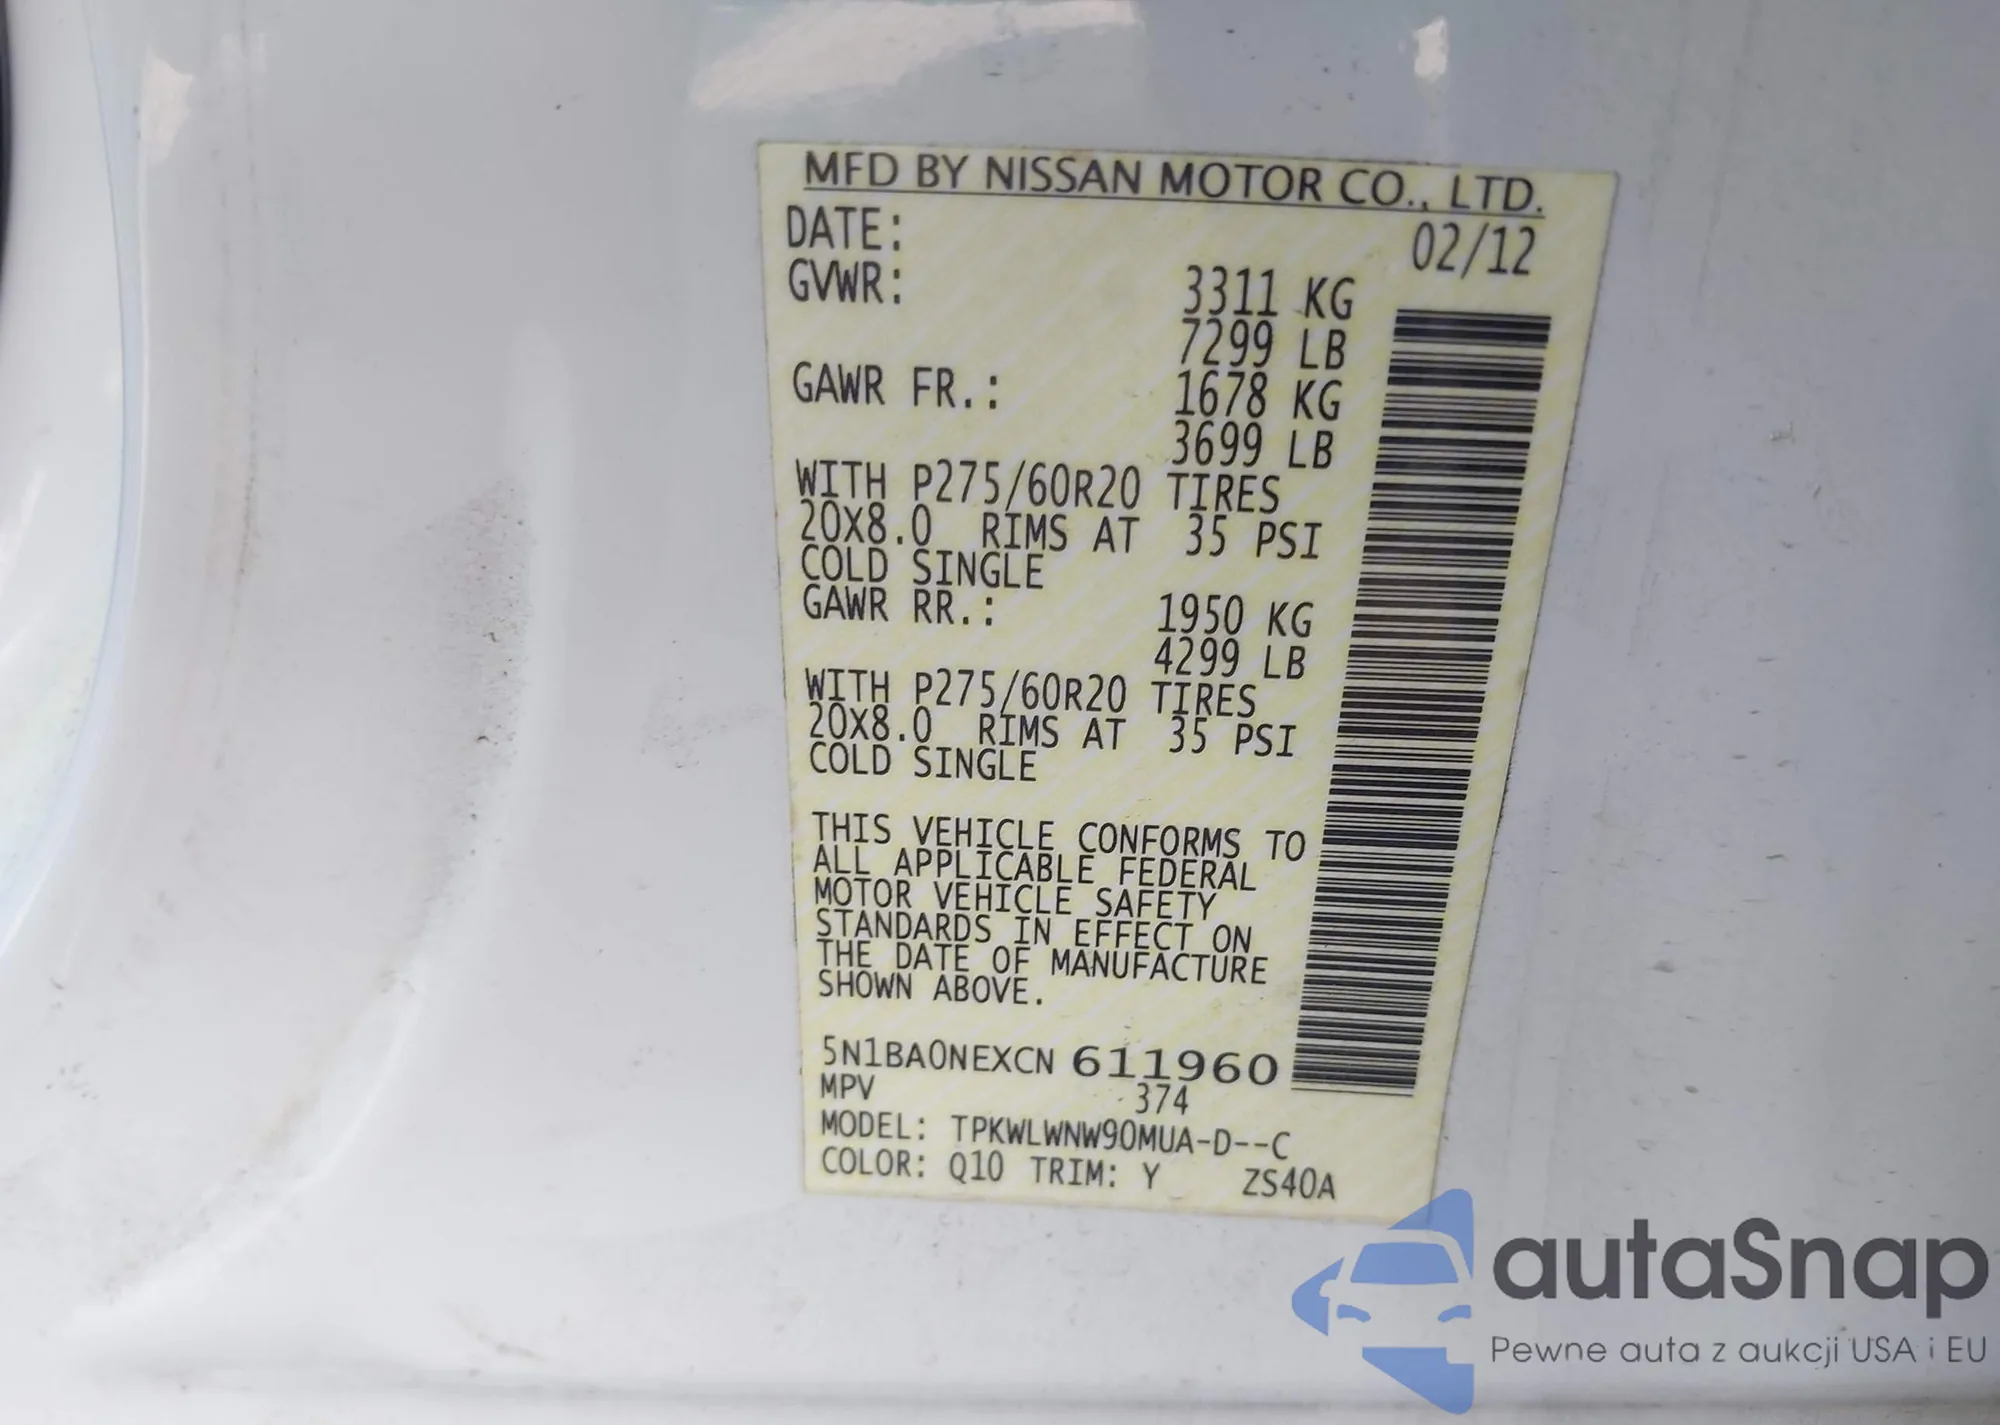 MFD BY NISSAN MOTOR CO., LTD.
DATE: 02/12
GVWR: 3311 KG
7299 LB
GAWR FR.: 1678 KG
3699 LB
WITH P275/60R20 TIRES
20X8.0 RIMS AT 35 PSI
COLD SINGLE
GAWR RR.: 1950 KG
4299 LB
WITH P275/60R20 TIRES
20X8.0 RIMS AT 35 PSI
COLD SINGLE
THIS VEHICLE CONFORMS TO
ALL APPLICABLE FEDERAL
MOTOR VEHICLE SAFETY
STANDARDS IN EFFECT ON
THE DATE OF MANUFACTURE
SHOWN ABOVE.
5N1BA0NEXCN 611960
MPV 374
MODEL: TPKWLWNW90MUA-D--C
COLOR: Q10 TRIM: Y ZS40A
autaSnap
Pewne auta z aukcji USA i EU